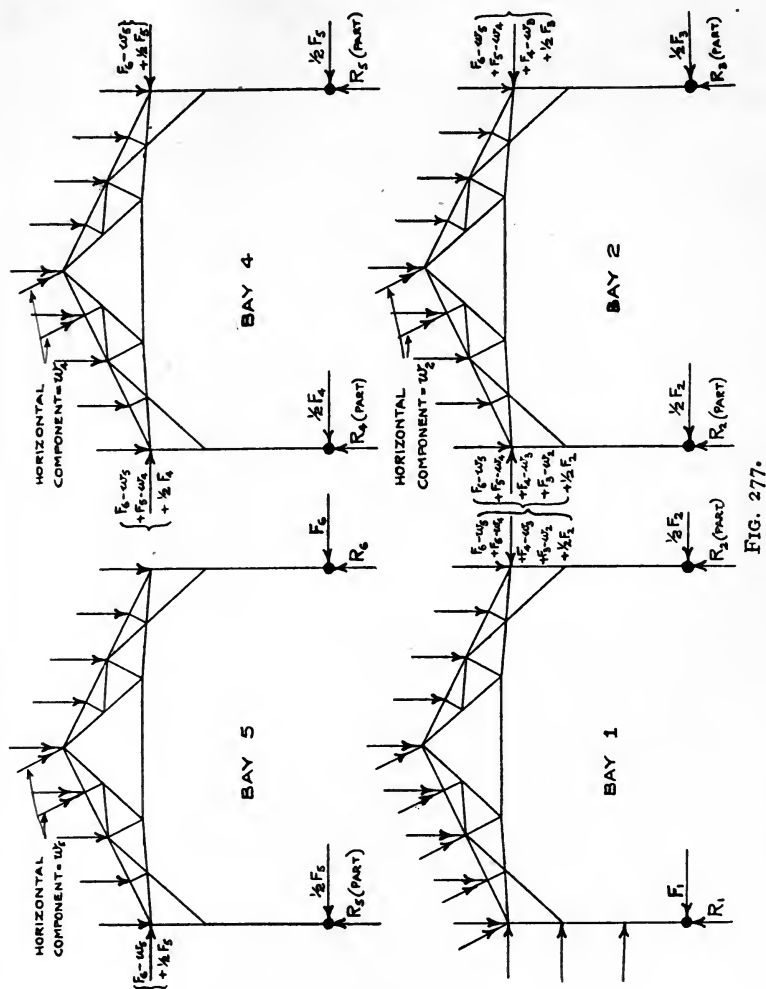 HORIZONTAL
COMPONENT = w₅
{F₆-w₅
+ ½ F₅}
BAY 5
½ F₅
R₅ (PART)
F₆
R₆
HORIZONTAL
COMPONENT = w₄
{F₆-w₅
+F₅-w₄
+ ½ F₄}
BAY 4
½ F₄
R₄ (PART)
{F₆-w₅
+ ½ F₅}
½ F₅
R₅ (PART)
BAY 1
F₁
R₁
{F₆-w₅
+F₅-w₄
+F₄-w₃
+F₃-w₂
+½ F₂}
½ F₂
R₂ (PART)
HORIZONTAL
COMPONENT = w₂
{F₆-w₅
+F₅-w₄
+F₄-w₃
+F₃-w₂
+½ F₂}
BAY 2
½ F₂
R₂ (PART)
{F₆-w₅
+F₅-w₄
+F₄-w₃
+½ F₃}
½ F₃
R₃ (PART)
FIG. 277.